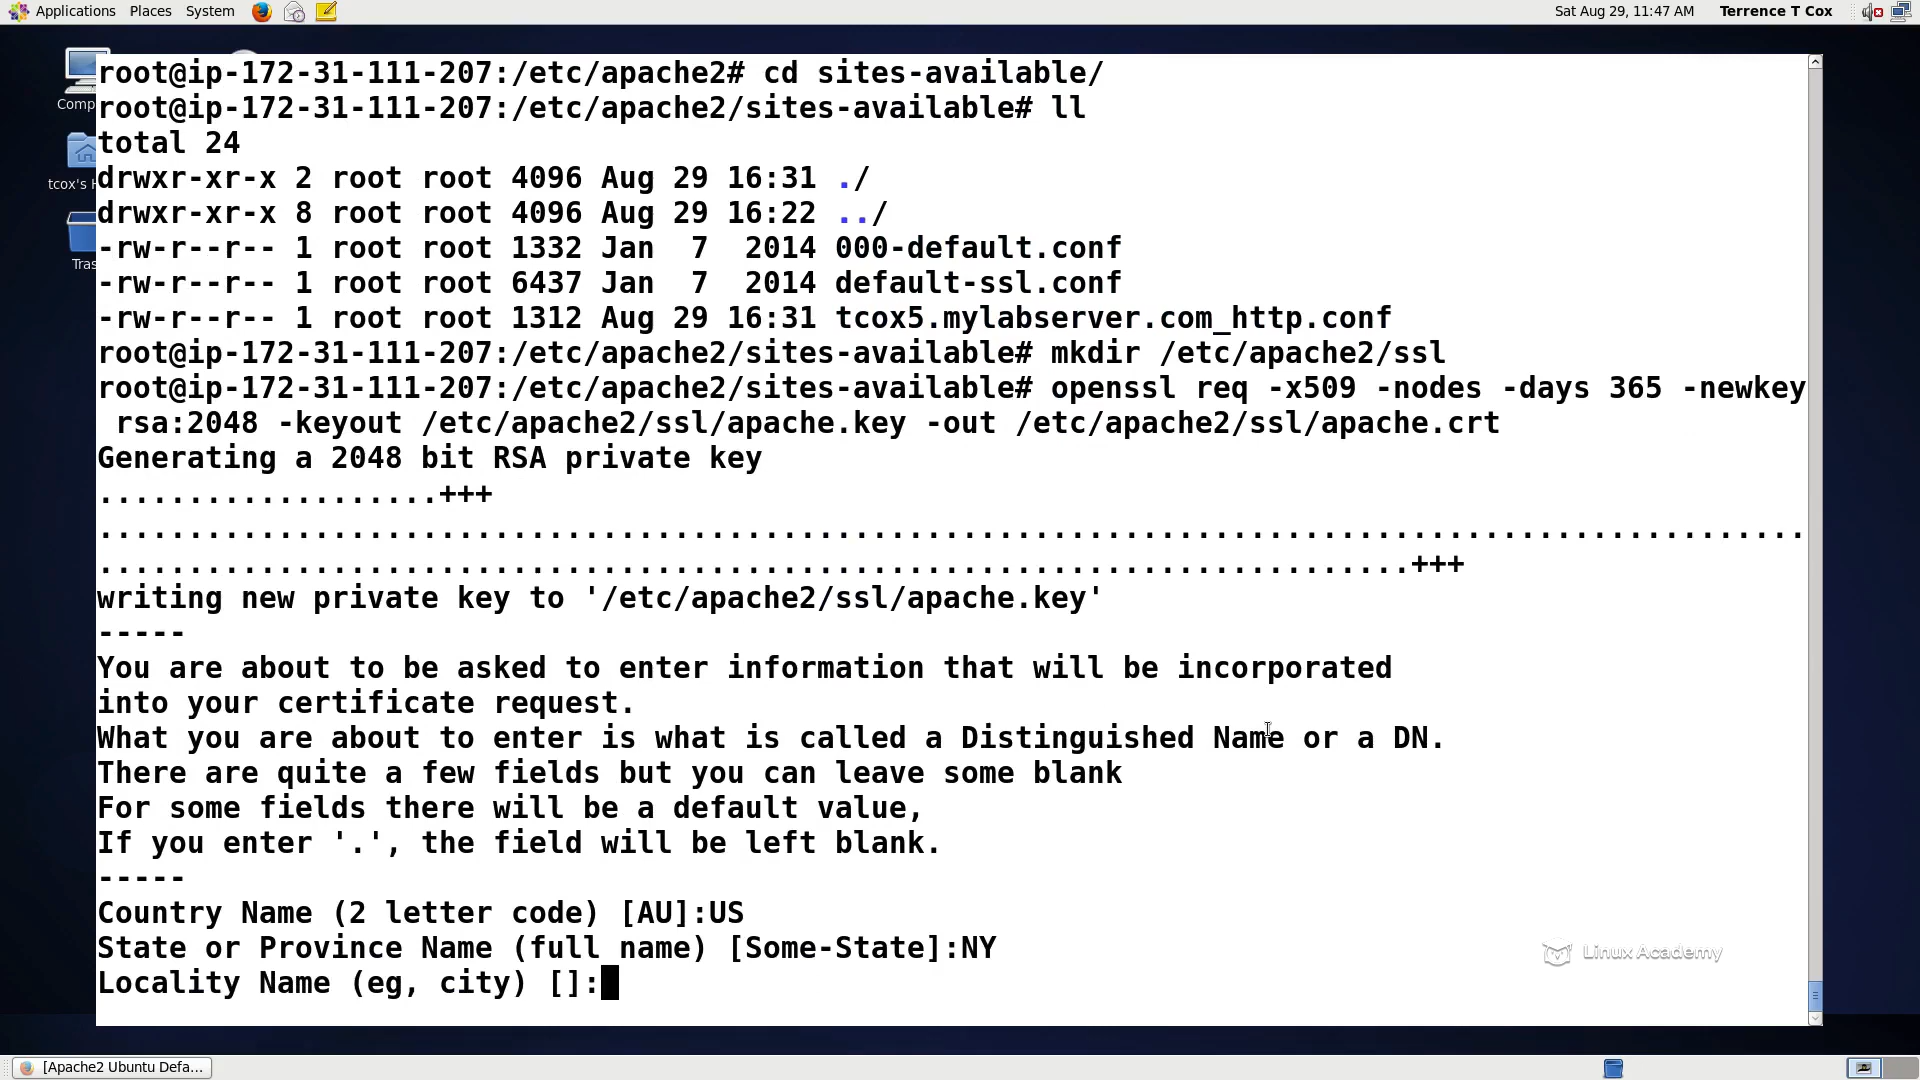 Applications Places System
Sat Aug 29, 11:47 AM Terrence T Cox
Comp
tcox's H
Tras
root@ip-172-31-111-207:/etc/apache2# cd sites-available/
root@ip-172-31-111-207:/etc/apache2/sites-available# ll
total 24
drwxr-xr-x 2 root root 4096 Aug 29 16:31 ./
drwxr-xr-x 8 root root 4096 Aug 29 16:22 ../
-rw-r--r-- 1 root root 1332 Jan  7  2014 000-default.conf
-rw-r--r-- 1 root root 6437 Jan  7  2014 default-ssl.conf
-rw-r--r-- 1 root root 1312 Aug 29 16:31 tcox5.mylabserver.com_http.conf
root@ip-172-31-111-207:/etc/apache2/sites-available# mkdir /etc/apache2/ssl
root@ip-172-31-111-207:/etc/apache2/sites-available# openssl req -x509 -nodes -days 365 -newkey
 rsa:2048 -keyout /etc/apache2/ssl/apache.key -out /etc/apache2/ssl/apache.crt
Generating a 2048 bit RSA private key
...................+++
...............................................................................................
.........................................................................+++
writing new private key to '/etc/apache2/ssl/apache.key'
-----
You are about to be asked to enter information that will be incorporated
into your certificate request.
What you are about to enter is what is called a Distinguished Name or a DN.
There are quite a few fields but you can leave some blank
For some fields there will be a default value,
If you enter '.', the field will be left blank.
-----
Country Name (2 letter code) [AU]:US
State or Province Name (full name) [Some-State]:NY
Locality Name (eg, city) []:
Linux Academy
[Apache2 Ubuntu Defa...